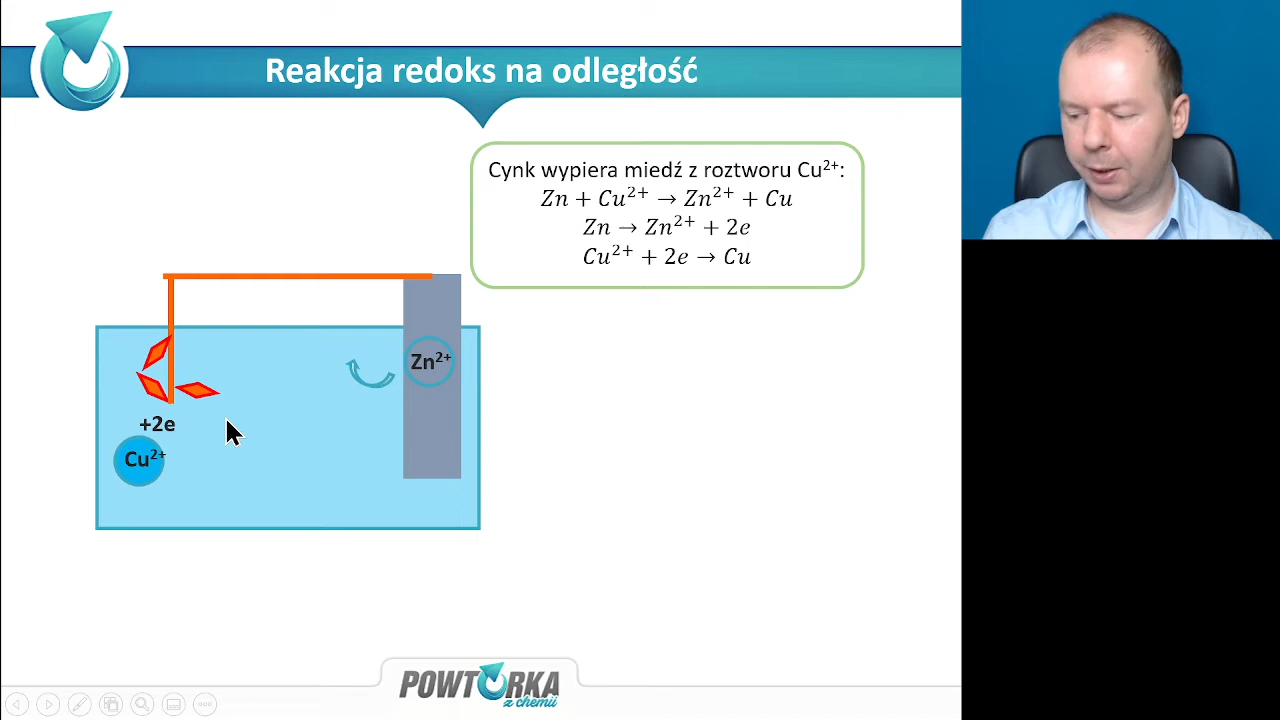 Reakcja redoks na odległość
Cynk wypiera miedź z roztworu Cu²⁺:
Zn + Cu²⁺ → Zn²⁺ + Cu
Zn → Zn²⁺ + 2e
Cu²⁺ + 2e → Cu
Zn²⁺
+2e
Cu²⁺
POWTÓRKA
z chemii